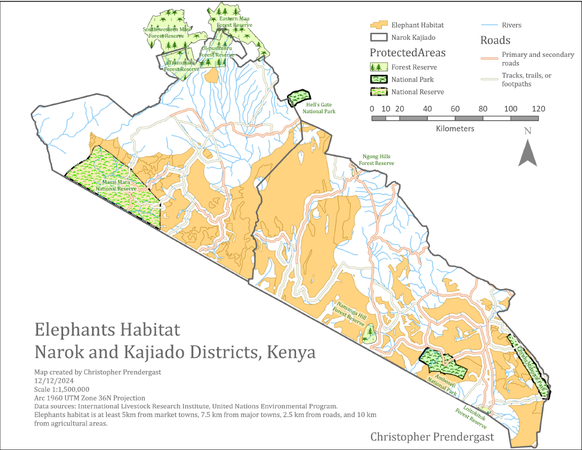 Eastern Mau
Forest Reserve
Southwestern Mau
Forest Reserve
Forest Reserve
Elephant Habitat
Narok Kajiado
ProtectedAreas
Forest Reserve
National Park
National Reserve
Rivers
Roads
Primary and secondary
roads
Tracks, trails, or
footpaths
0 10 20 40 60 80 100 120
Kilometers
N
Hell's Gate
National Park
Ngong Hills
Forest Reserve
Masai Mara
National Reserve
Namanga Hill
Forest Reserve
Amboseli
National Park
Loitokitok
Forest Reserve
Elephants Habitat
Narok and Kajiado Districts, Kenya
Map created by Christopher Prendergast
12/12/2024
Scale 1:1,500,000
Arc 1960 UTM Zone 36N Projection
Data sources: International Livestock Research Institute, United Nations Environmental Program.
Elephants habitat is at least 5km from market towns, 7.5 km from major towns, 2.5 km from roads, and 10 km
from agricultural areas.
Christopher Prendergast